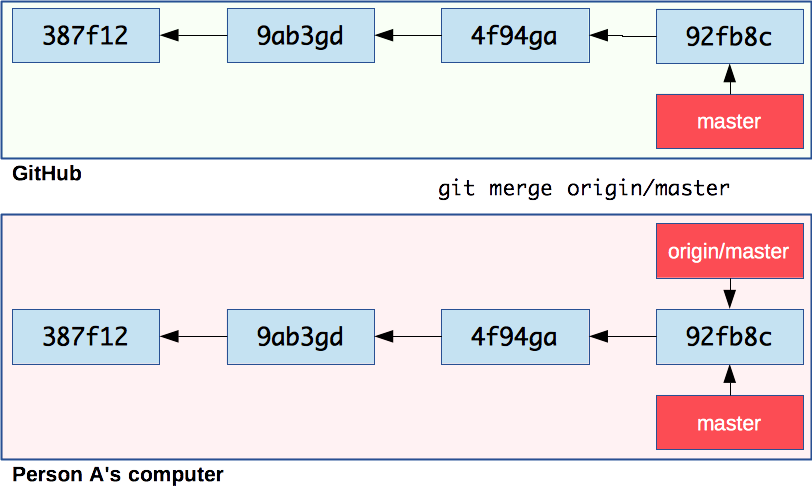 387f12 9ab3gd 4f94ga 92fb8c
master
GitHub
git merge origin/master
origin/master
387f12 9ab3gd 4f94ga 92fb8c
master
Person A's computer